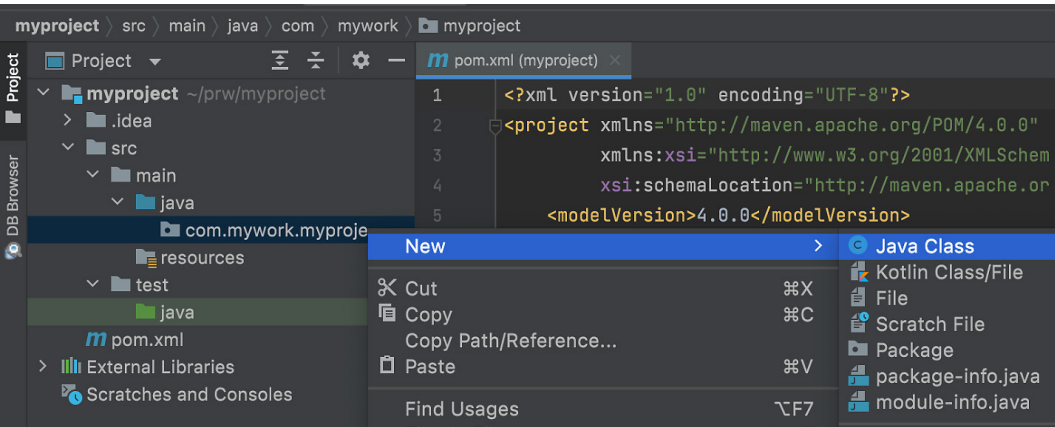 myproject src main java com mywork myproject
Project
Project
DB Browser
pom.xml (myproject)
myproject ~/prw/myproject
.idea
src
main
java
com.mywork.myproje
resources
test
java
pom.xml
External Libraries
Scratches and Consoles
1 <?xml version="1.0" encoding="UTF-8"?>
2 <project xmlns="http://maven.apache.org/POM/4.0.0"
3 xmlns:xsi="http://www.w3.org/2001/XMLSchem
4 xsi:schemaLocation="http://maven.apache.or
5 <modelVersion>4.0.0</modelVersion>
New
Cut ⌘X
Copy ⌘C
Copy Path/Reference...
Paste ⌘V
Find Usages ⌥F7
Java Class
Kotlin Class/File
File
Scratch File
Package
package-info.java
module-info.java